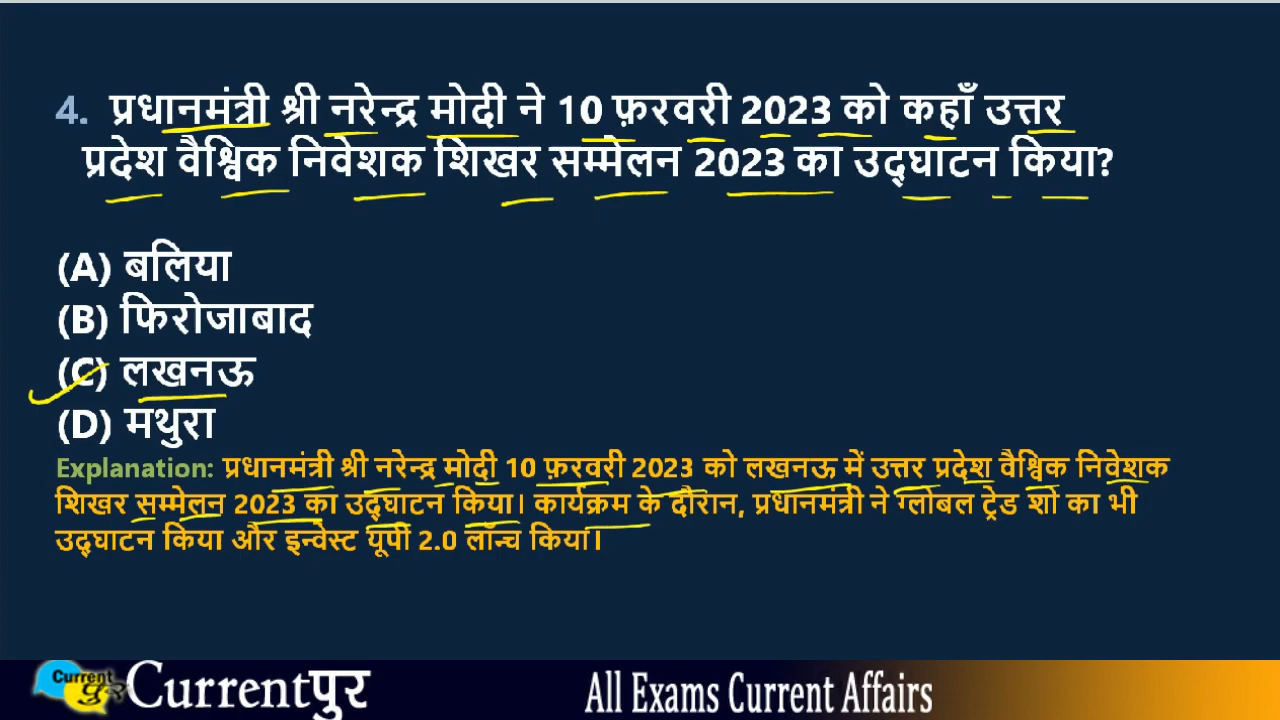 4. प्रधानमंत्री श्री नरेन्द्र मोदी ने 10 फ़रवरी 2023 को कहाँ उत्तर
प्रदेश वैश्विक निवेशक शिखर सम्मेलन 2023 का उद्घाटन किया?
(A) बलिया
(B) फिरोजाबाद
(C) लखनऊ
(D) मथुरा
Explanation: प्रधानमंत्री श्री नरेन्द्र मोदी 10 फ़रवरी 2023 को लखनऊ में उत्तर प्रदेश वैश्विक निवेशक
शिखर सम्मेलन 2023 का उद्घाटन किया। कार्यक्रम के दौरान, प्रधानमंत्री ने ग्लोबल ट्रेड शो का भी
उद्घाटन किया और इन्वेस्ट यूपी 2.0 लॉन्च किया।
Current पुर Currentपुर All Exams Current Affairs